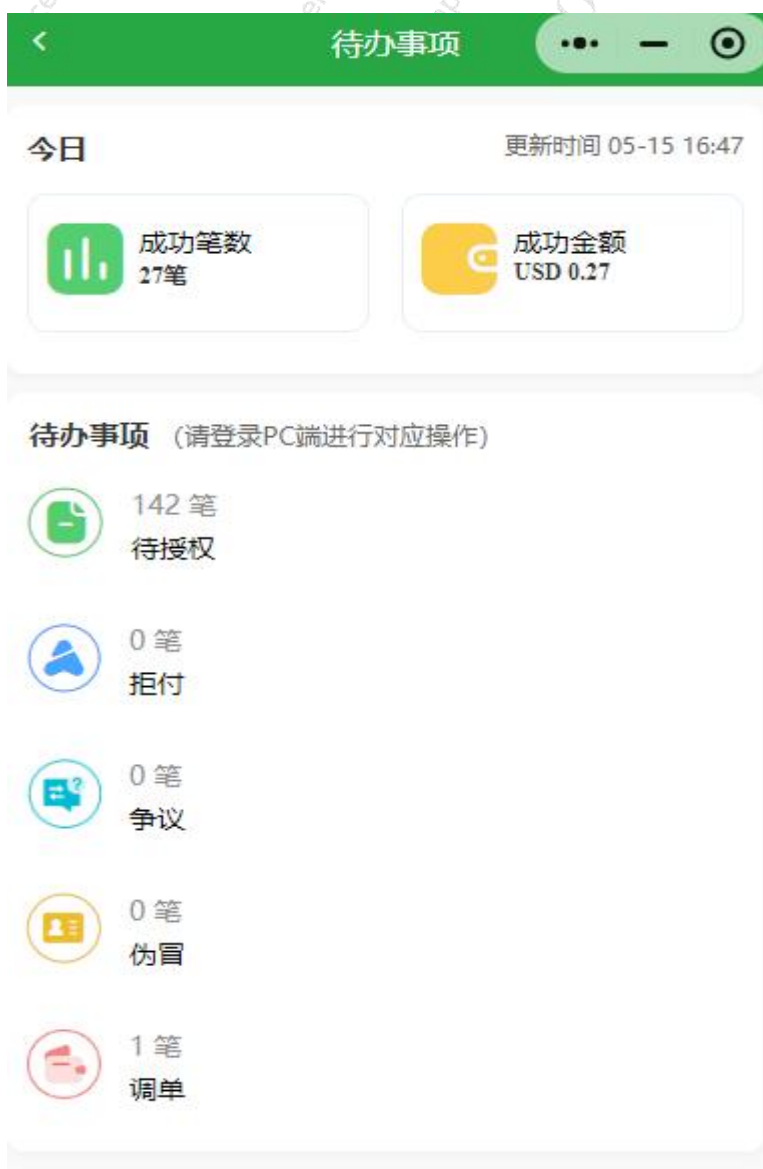 待办事项
今日
更新时间 05-15 16:47
成功笔数
27笔
成功金额
USD 0.27
待办事项 (请登录PC端进行对应操作)
142 笔
待授权
0 笔
拒付
0 笔
争议
0 笔
伪冒
1 笔
调单